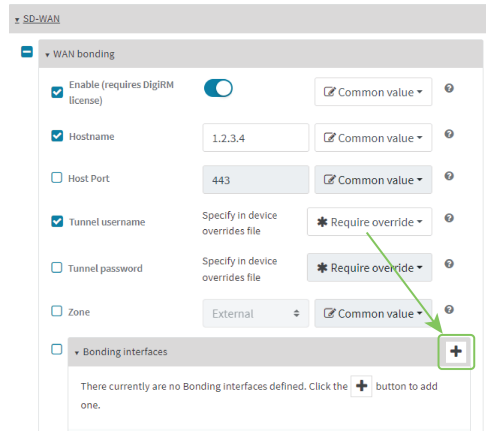 SD-WAN
WAN bonding
Enable (requires DigiRM
license)
Common value
Hostname
1.2.3.4
Common value
Host Port
443
Common value
Tunnel username
Specify in device
overrides file
Require override
Tunnel password
Specify in device
overrides file
Require override
Zone
External
Common value
Bonding interfaces
There currently are no Bonding interfaces defined. Click the + button to add
one.